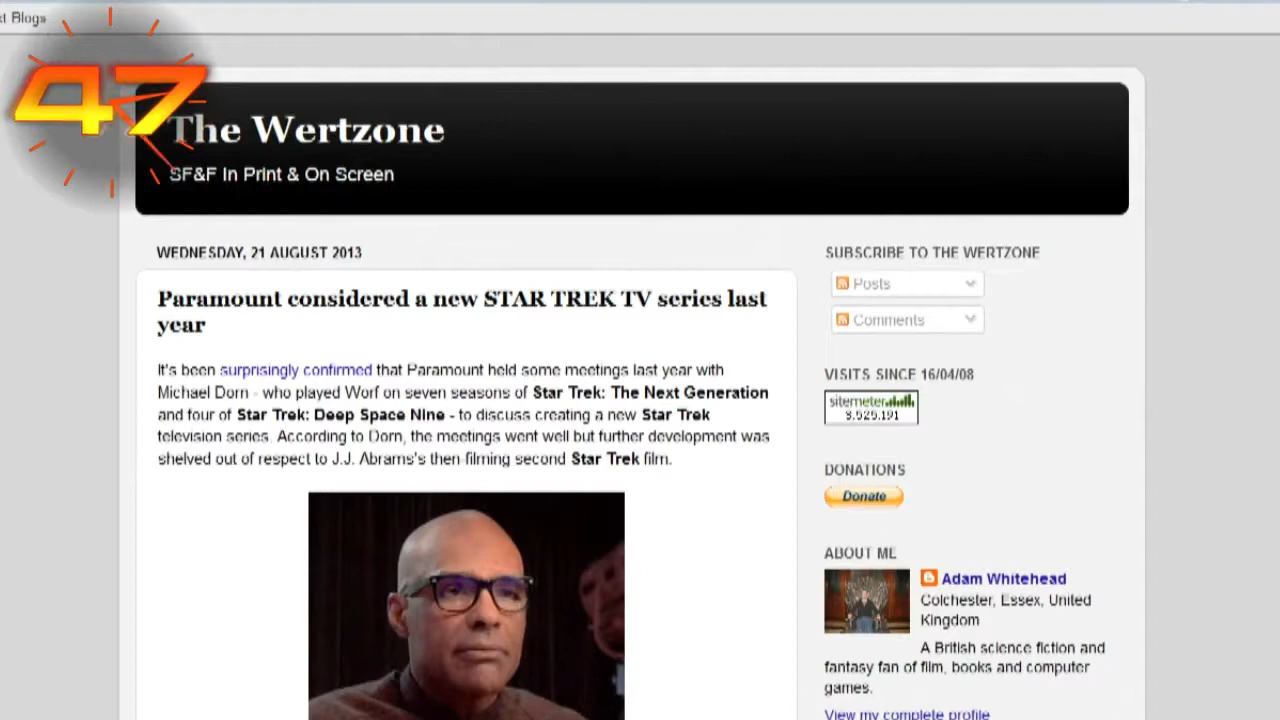 xt Blogs
47
The Wertzone
SF&F In Print & On Screen
WEDNESDAY, 21 AUGUST 2013
Paramount considered a new STAR TREK TV series last
year
It's been surprisingly confirmed that Paramount held some meetings last year with
Michael Dorn - who played Worf on seven seasons of Star Trek: The Next Generation
and four of Star Trek: Deep Space Nine - to discuss creating a new Star Trek
television series. According to Dorn, the meetings went well but further development was
shelved out of respect to J.J. Abrams's then-filming second Star Trek film.
SUBSCRIBE TO THE WERTZONE
Posts
Comments
VISITS SINCE 16/04/08
sitemeter
3,525,191
DONATIONS
Donate
ABOUT ME
Adam Whitehead
Colchester, Essex, United
Kingdom
A British science fiction and
fantasy fan of film, books and computer
games.
View my complete profile